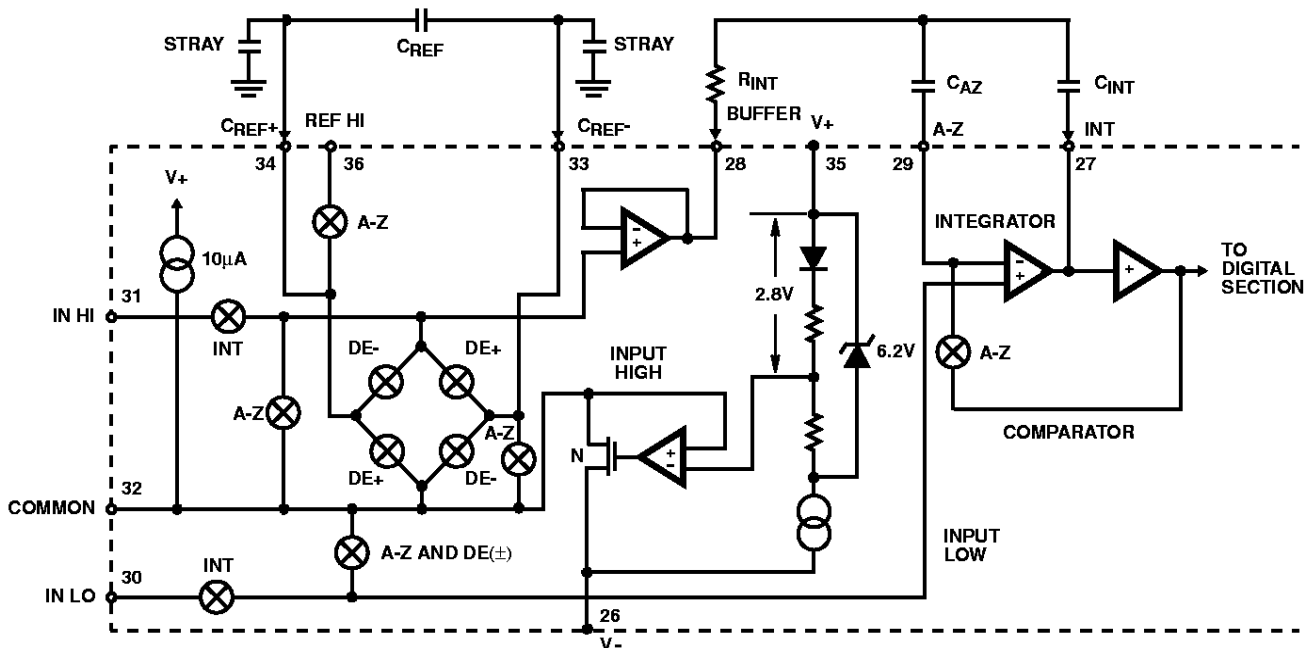 STRAY
CREF
STRAY
RINT
CAZ
CINT
CREF+
REF HI
CREF-
BUFFER
V+
A-Z
INT
34
36
33
28
35
29
27
V+
A-Z
10µA
-
+
INTEGRATOR
-
+
+
TO
DIGITAL
SECTION
2.8V
31
IN HI
INT
DE-
DE+
INPUT
HIGH
6.2V
A-Z
A-Z
A-Z
N
+
-
COMPARATOR
DE+
DE-
32
COMMON
A-Z AND DE(±)
INPUT
LOW
INT
30
IN LO
26
V-